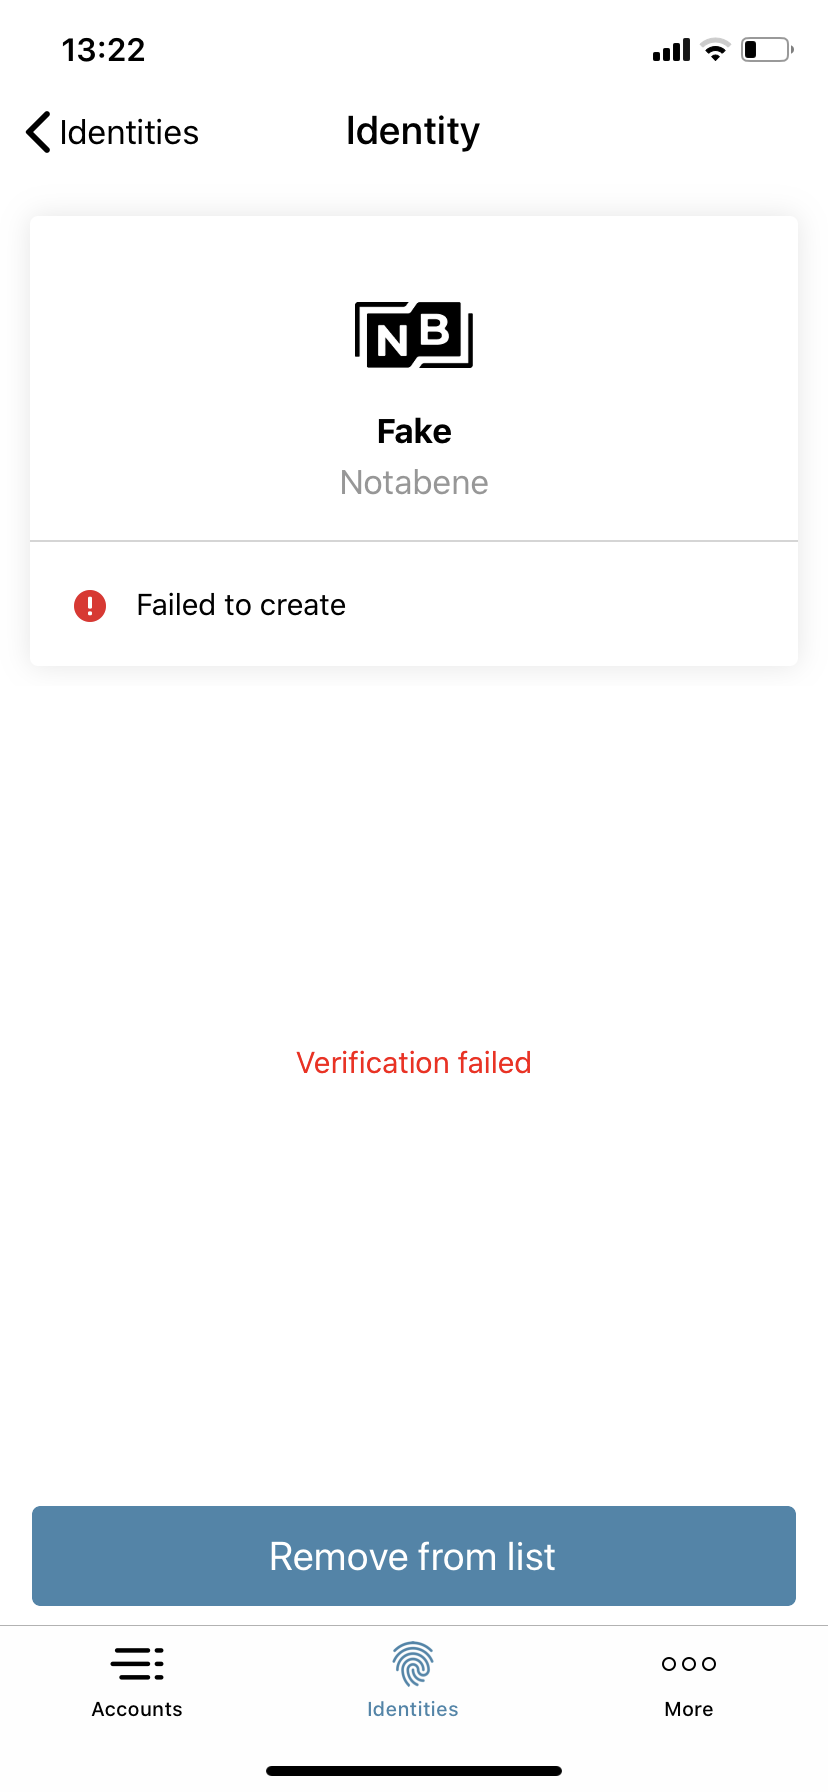 13:22
Identities
Identity
NB
Fake
Notabene
Failed to create
Verification failed
Remove from list
Accounts
Identities
More